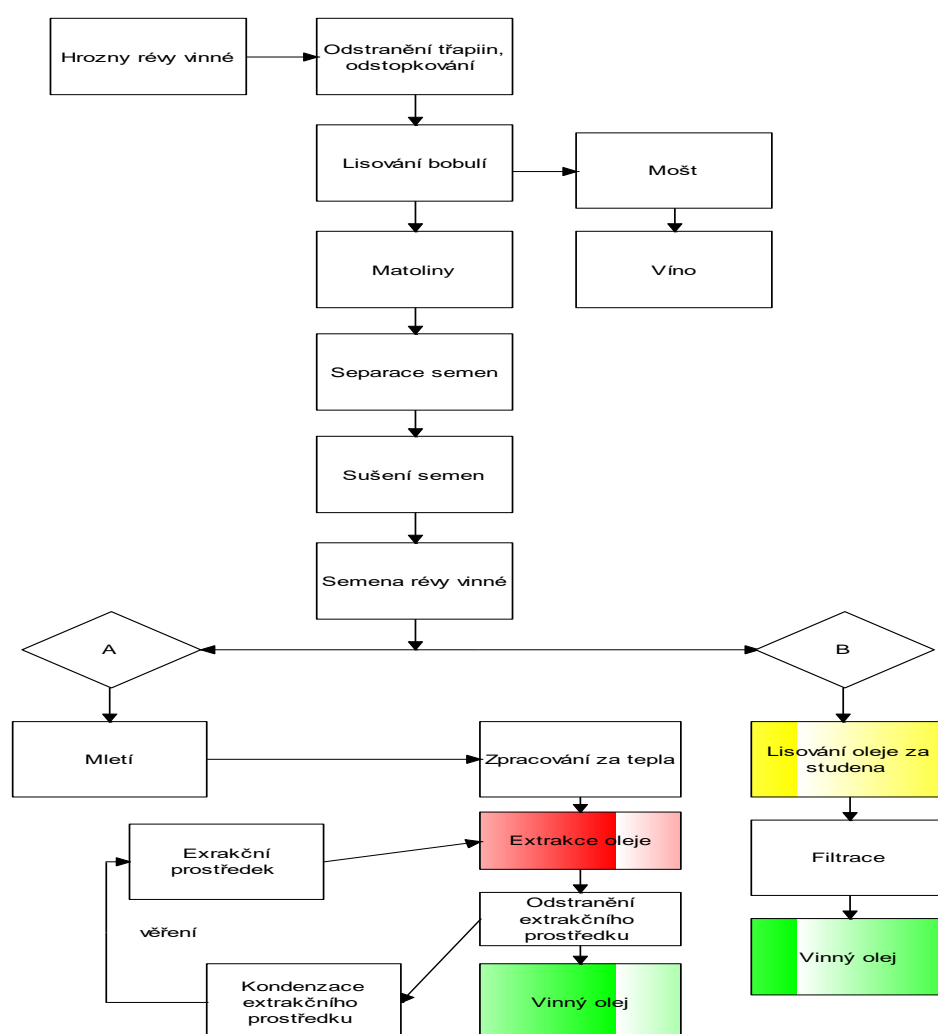 Hrozny révy vinné
Odstranění třapiin,
odstopkování
Lisování bobulí
Mošt
Matoliny
Víno
Separace semen
Sušení semen
Semena révy vinné
A
B
Mletí
Zpracování za tepla
Lisování oleje za
studena
Exrakční
prostředek
Extrakce oleje
Filtrace
věření
Odstranění
extrakčního
prostředku
Kondenzace
extrakčního
prostředku
Vinný olej
Vinný olej